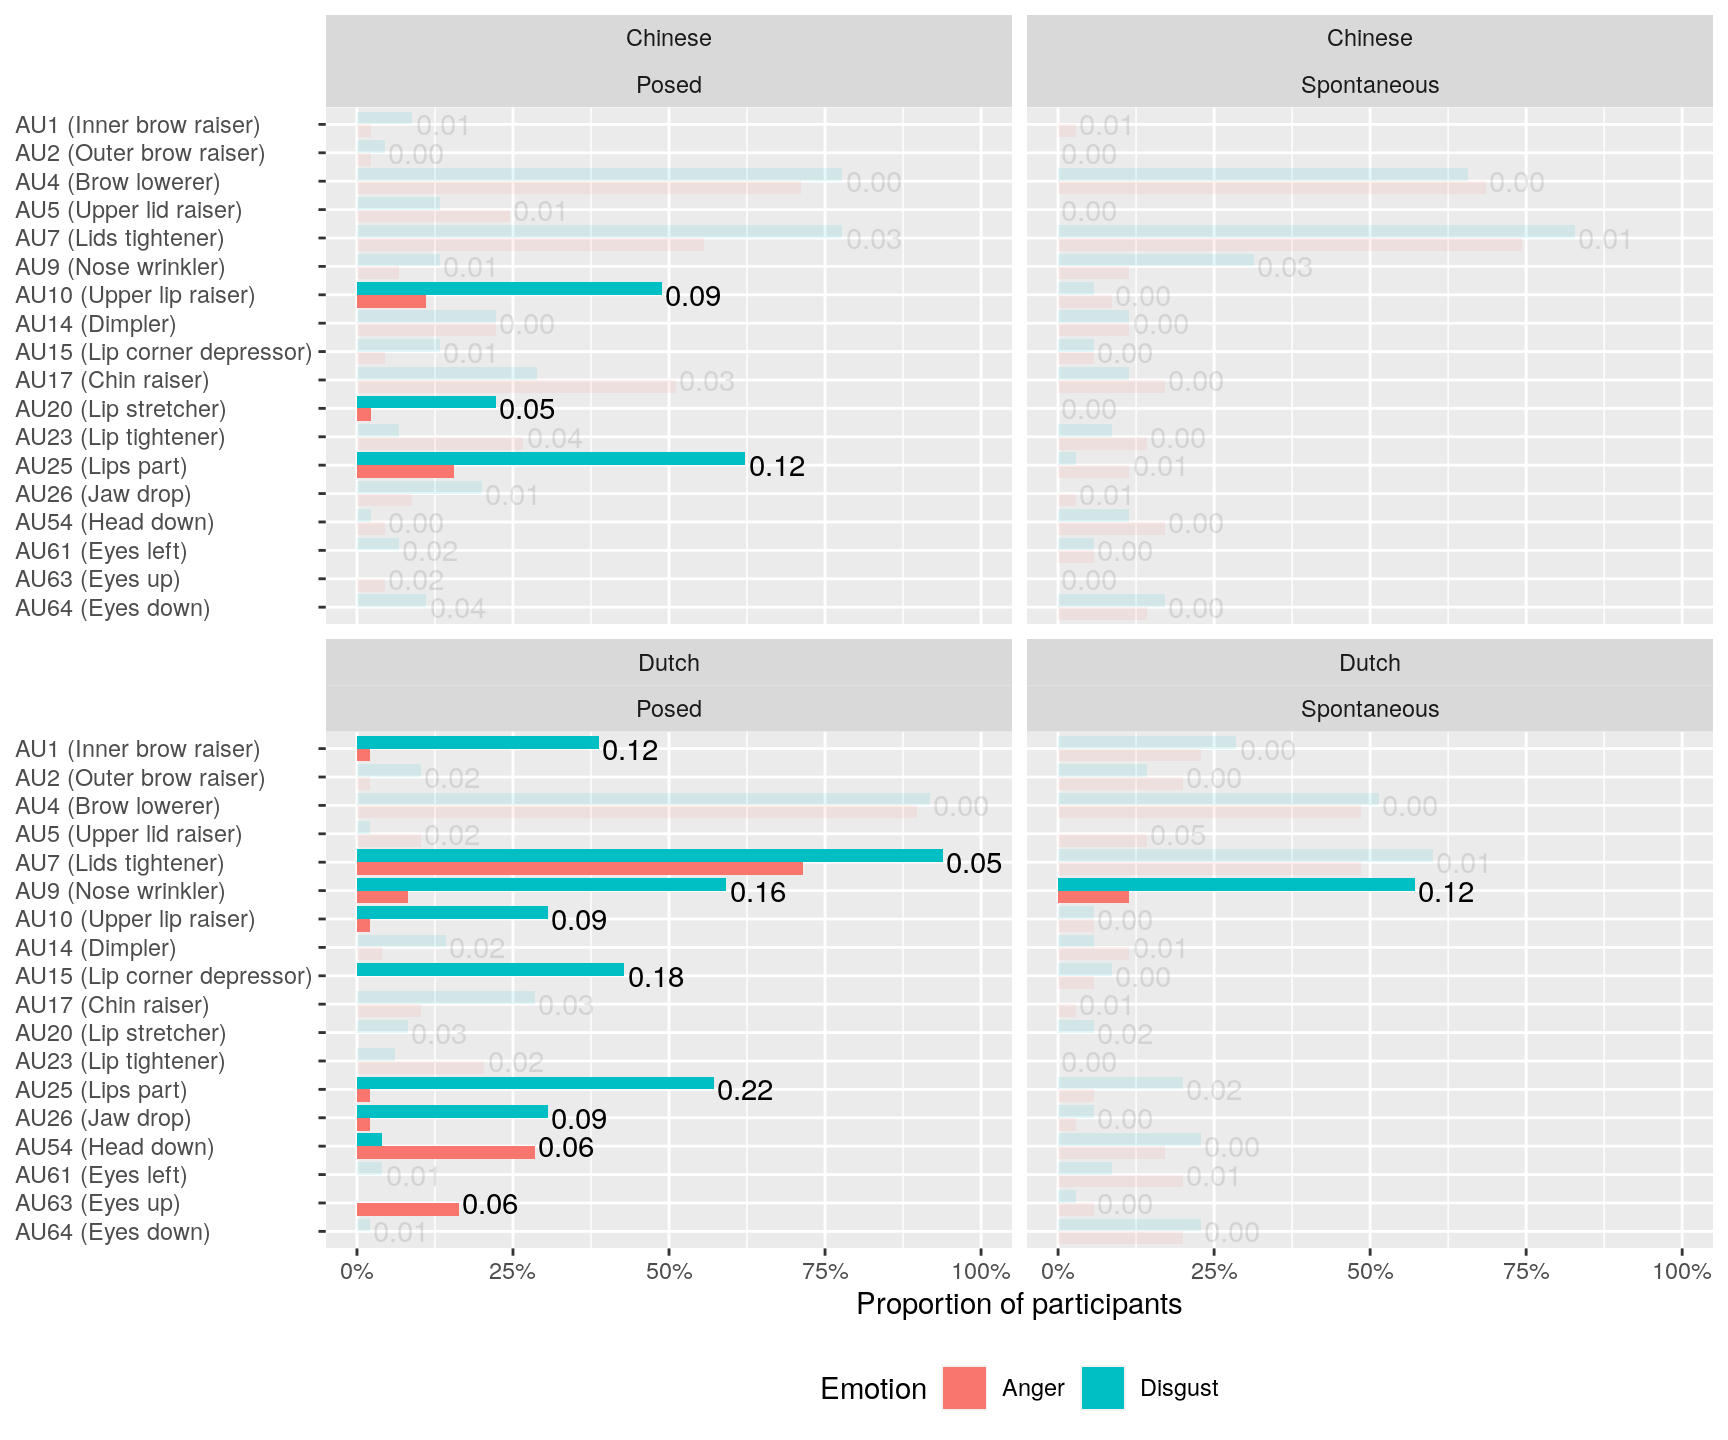 Chinese
Chinese
Posed
Spontaneous
AU1 (Inner brow raiser) 0.01 0.01
AU2 (Outer brow raiser) 0.00 0.00
AU4 (Brow lowerer) 0.00 0.00
AU5 (Upper lid raiser) 0.01 0.00
AU7 (Lids tightener) 0.03 0.01
AU9 (Nose wrinkler) 0.01 0.03
AU10 (Upper lip raiser) 0.09 0.00
AU14 (Dimpler) 0.00 0.00
AU15 (Lip corner depressor) 0.01 0.00
AU17 (Chin raiser) 0.03 0.00
AU20 (Lip stretcher) 0.05 0.00
AU23 (Lip tightener) 0.04 0.00
AU25 (Lips part) 0.12 0.01
AU26 (Jaw drop) 0.01 0.01
AU54 (Head down) 0.00 0.00
AU61 (Eyes left) 0.02 0.00
AU63 (Eyes up) 0.02 0.00
AU64 (Eyes down) 0.04 0.00
Dutch
Dutch
Posed
Spontaneous
AU1 (Inner brow raiser) 0.12 0.00
AU2 (Outer brow raiser) 0.02 0.00
AU4 (Brow lowerer) 0.00 0.00
AU5 (Upper lid raiser) 0.02 0.05
AU7 (Lids tightener) 0.05 0.01
AU9 (Nose wrinkler) 0.16 0.12
AU10 (Upper lip raiser) 0.09 0.00
AU14 (Dimpler) 0.02 0.01
AU15 (Lip corner depressor) 0.18 0.00
AU17 (Chin raiser) 0.03 0.01
AU20 (Lip stretcher) 0.03 0.02
AU23 (Lip tightener) 0.02 0.00
AU25 (Lips part) 0.22 0.02
AU26 (Jaw drop) 0.09 0.00
AU54 (Head down) 0.06 0.00
AU61 (Eyes left) 0.01 0.01
AU63 (Eyes up) 0.06 0.00
AU64 (Eyes down) 0.01 0.00
0% 25% 50% 75% 100% 0% 25% 50% 75% 100%
Proportion of participants
Emotion Anger Disgust